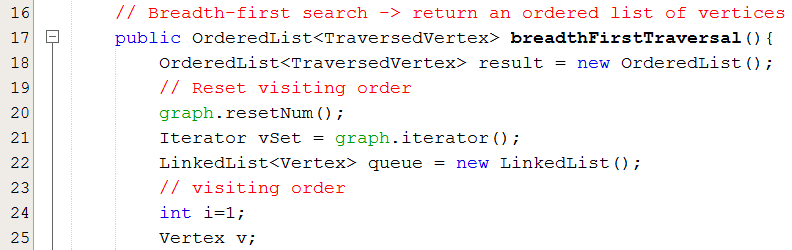 16 // Breadth-first search -> return an ordered list of vertices
17 public OrderedList<TraversedVertex> breadthFirstTraversal(){
18 OrderedList<TraversedVertex> result = new OrderedList();
19 // Reset visiting order
20 graph.resetNum();
21 Iterator vSet = graph.iterator();
22 LinkedList<Vertex> queue = new LinkedList();
23 // visiting order
24 int i=1;
25 Vertex v;